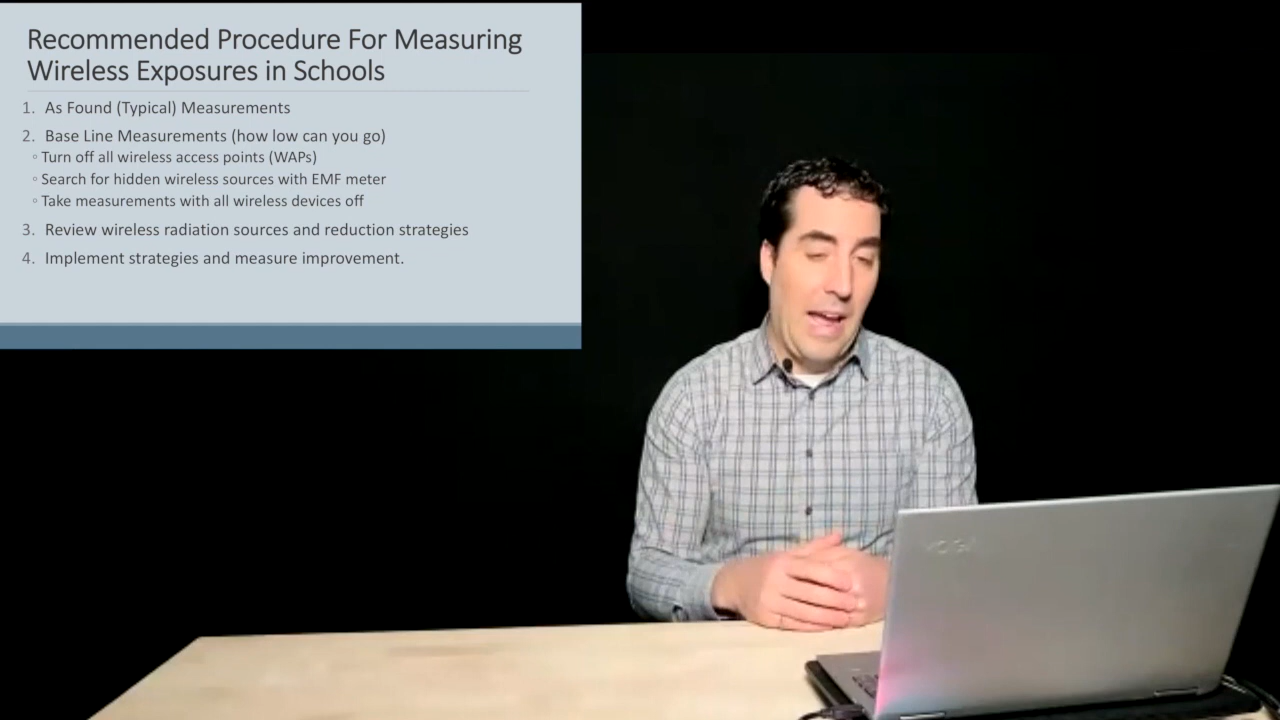 Recommended Procedure For Measuring
Wireless Exposures in Schools
1. As Found (Typical) Measurements
2. Base Line Measurements (how low can you go)
◦ Turn off all wireless access points (WAPs)
◦ Search for hidden wireless sources with EMF meter
◦ Take measurements with all wireless devices off
3. Review wireless radiation sources and reduction strategies
4. Implement strategies and measure improvement.
YOGA